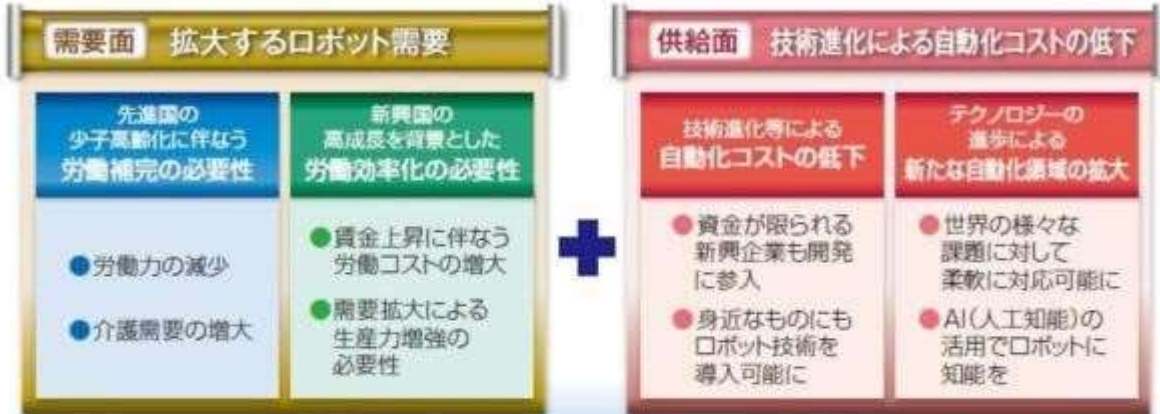 需要面 拡大するロボット需要
先進国の
少子高齢化に伴なう
労働補完の必要性
●労働力の減少
●介護需要の増大
新興国の
高成長を背景とした
労働効率化の必要性
●賃金上昇に伴なう
労働コストの増大
●需要拡大による
生産力増強の
必要性
供給面 技術進化による自動化コストの低下
技術進化等による
自動化コストの低下
●資金が限られる
新興企業も開発
に参入
●身近なものにも
ロボット技術を
導入可能に
テクノロジーの
進歩による
新たな自動化領域の拡大
●世界の様々な
課題に対して
柔軟に対応可能に
●AI(人工知能)の
活用でロボットに
知能を